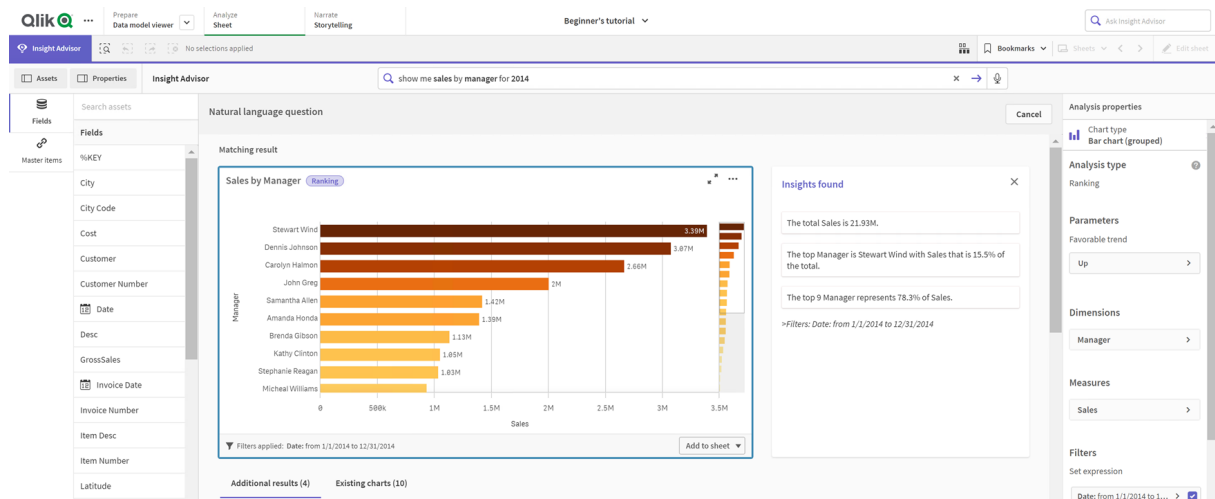 Qlik
...
Prepare
Data model viewer
Analyze
Sheet
Narrate
Storytelling
Beginner's tutorial
Ask Insight Advisor
Insight Advisor
No selections applied
Bookmarks
Sheets
Edit sheet
Assets
Properties
Insight Advisor
show me sales by manager for 2014
Fields
Master items
Search assets
Fields
%KEY
City
City Code
Cost
Customer
Customer Number
Date
Desc
GrossSales
Invoice Date
Invoice Number
Item Desc
Item Number
Latitude
Natural language question
Cancel
Matching result
Sales by Manager
Ranking
...
Manager
Stewart Wind
3.39M
Dennis Johnson
3.07M
Carolyn Halmon
2.66M
John Greg
2M
Samantha Allen
1.42M
Amanda Honda
1.39M
Brenda Gibson
1.13M
Kathy Clinton
1.05M
Stephanie Reagan
1.03M
Micheal Williams
0
500k
1M
1.5M
2M
2.5M
3M
3.5M
Sales
Filters applied: Date: from 1/1/2014 to 12/31/2014
Add to sheet
Additional results (4)
Existing charts (10)
Insights found
The total Sales is 21.93M.
The top Manager is Stewart Wind with Sales that is 15.5% of
the total.
The top 9 Manager represents 78.3% of Sales.
>Filters: Date: from 1/1/2014 to 12/31/2014
Analysis properties
Chart type
Bar chart (grouped)
Analysis type
Ranking
Parameters
Favorable trend
Up
Dimensions
Manager
Measures
Sales
Filters
Set expression
Date: from 1/1/2014 to 1...